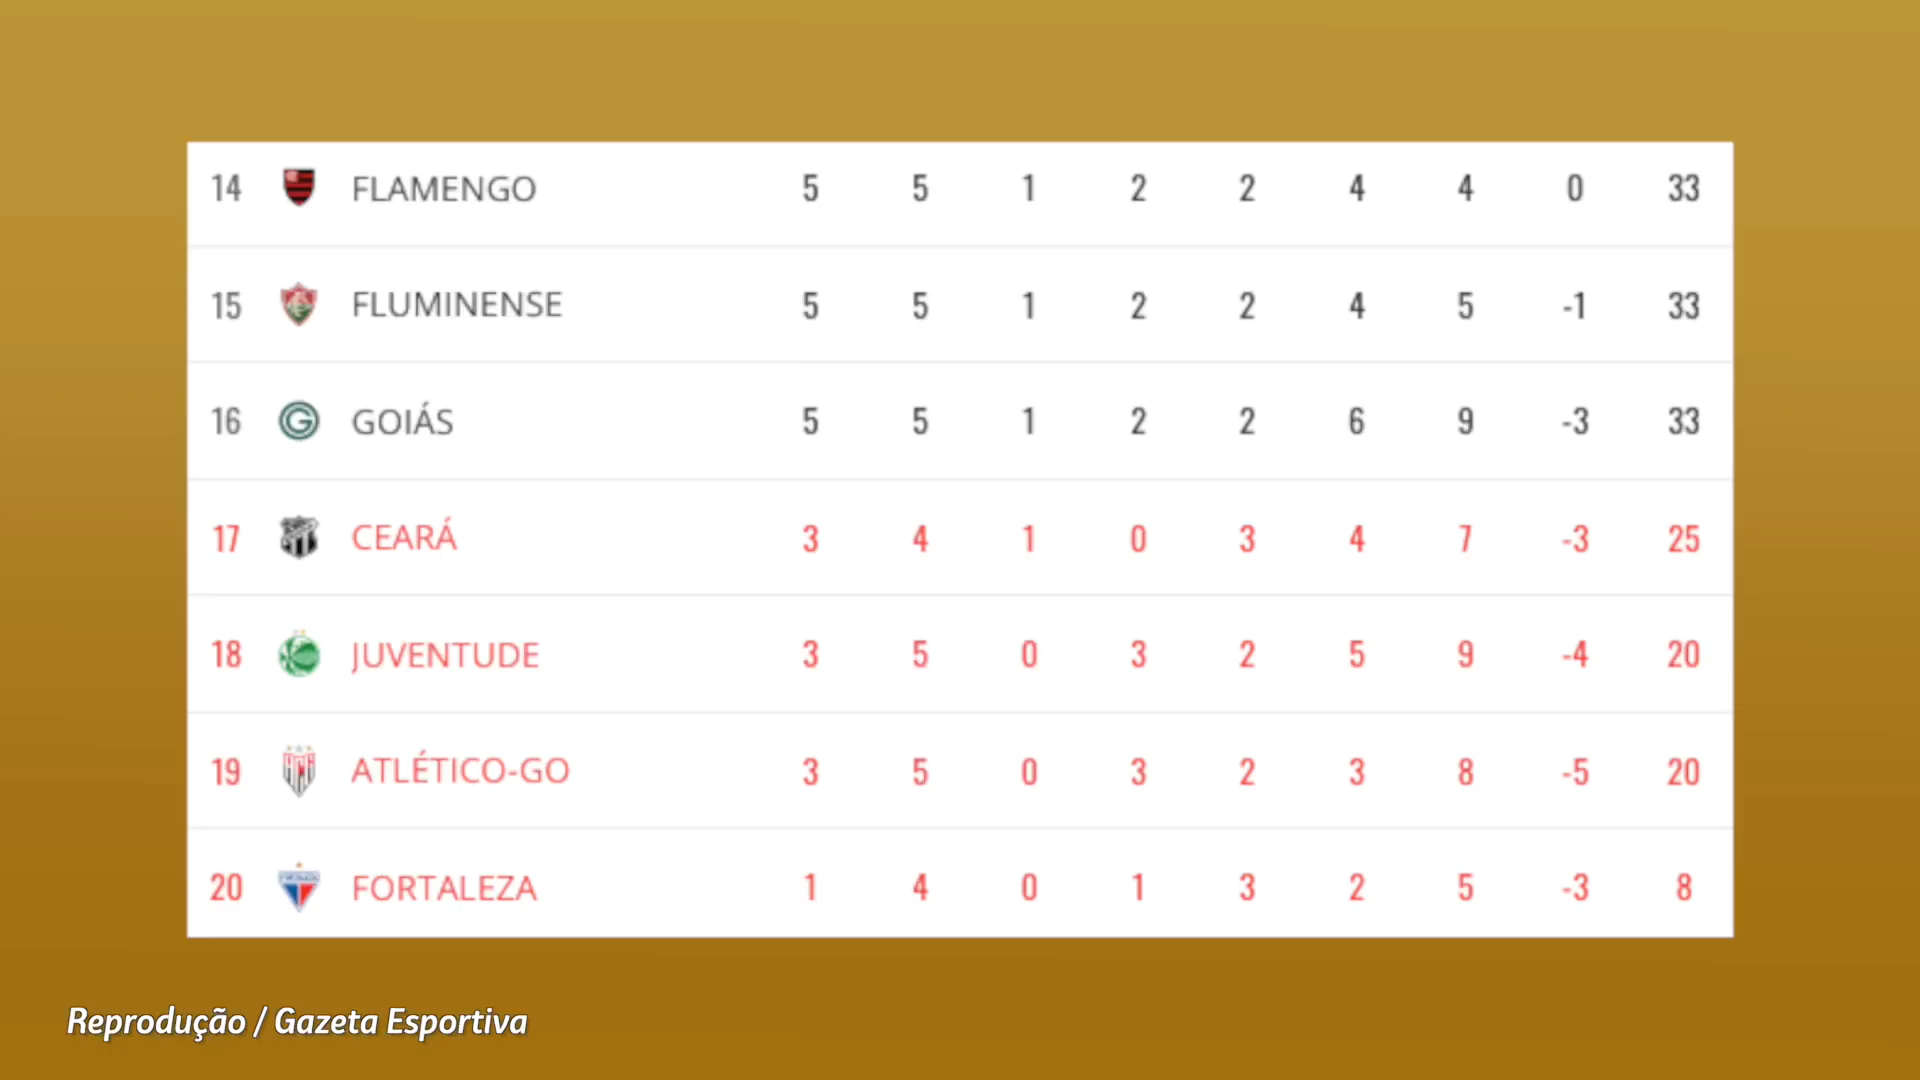 14 FLAMENGO 5 5 1 2 2 4 4 0 33
15 FLUMINENSE 5 5 1 2 2 4 5 -1 33
16 GOIÁS 5 5 1 2 2 6 9 -3 33
17 CEARÁ 3 4 1 0 3 4 7 -3 25
18 JUVENTUDE 3 5 0 3 2 5 9 -4 20
19 ATLÉTICO-GO 3 5 0 3 2 3 8 -5 20
20 FORTALEZA 1 4 0 1 3 2 5 -3 8
Reprodução / Gazeta Esportiva